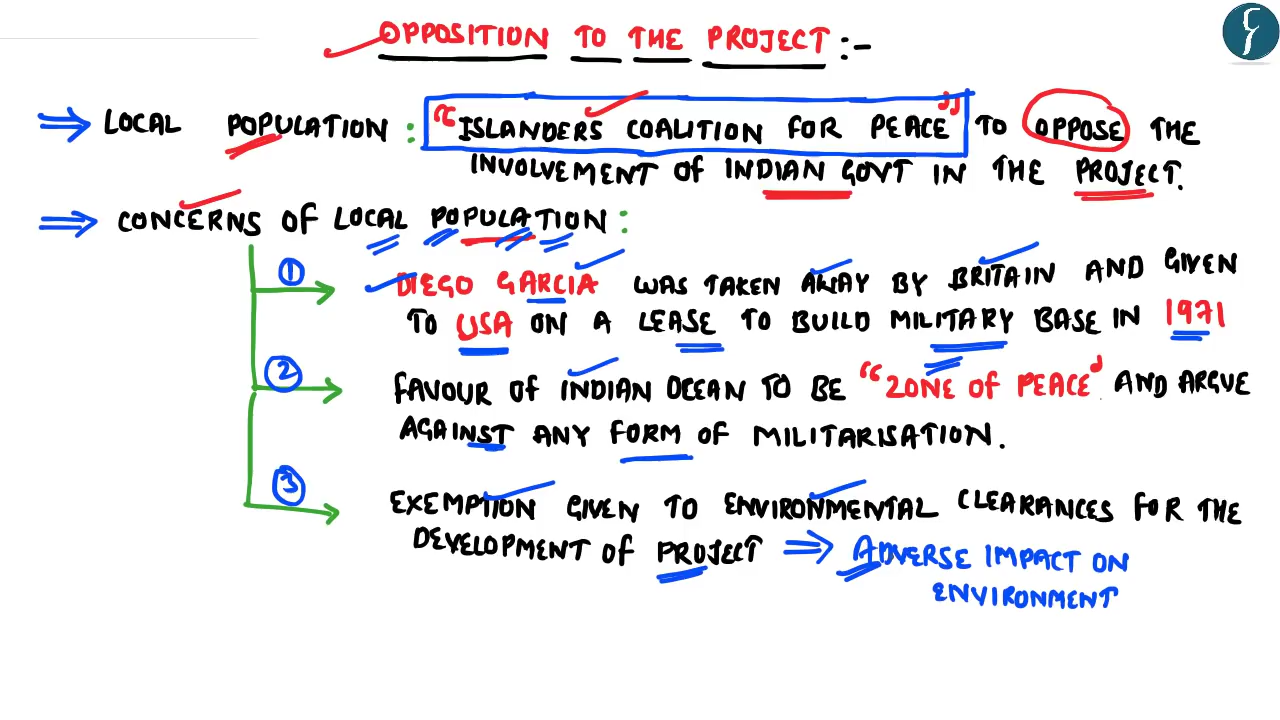 OPPOSITION TO THE PROJECT :-
⇒ LOCAL POPULATION : "ISLANDERS COALITION FOR PEACE" TO OPPOSE THE
INVOLVEMENT OF INDIAN GOVT IN THE PROJECT.
⇒ CONCERNS OF LOCAL POPULATION :
① DIEGO GARCIA WAS TAKEN AWAY BY BRITAIN AND GIVEN
TO USA ON A LEASE TO BUILD MILITARY BASE IN 1971
② FAVOUR OF INDIAN OCEAN TO BE "ZONE OF PEACE" AND ARGUE
AGAINST ANY FORM OF MILITARISATION.
③ EXEMPTION GIVEN TO ENVIRONMENTAL CLEARANCES FOR THE
DEVELOPMENT OF PROJECT ⇒ ADVERSE IMPACT ON
ENVIRONMENT